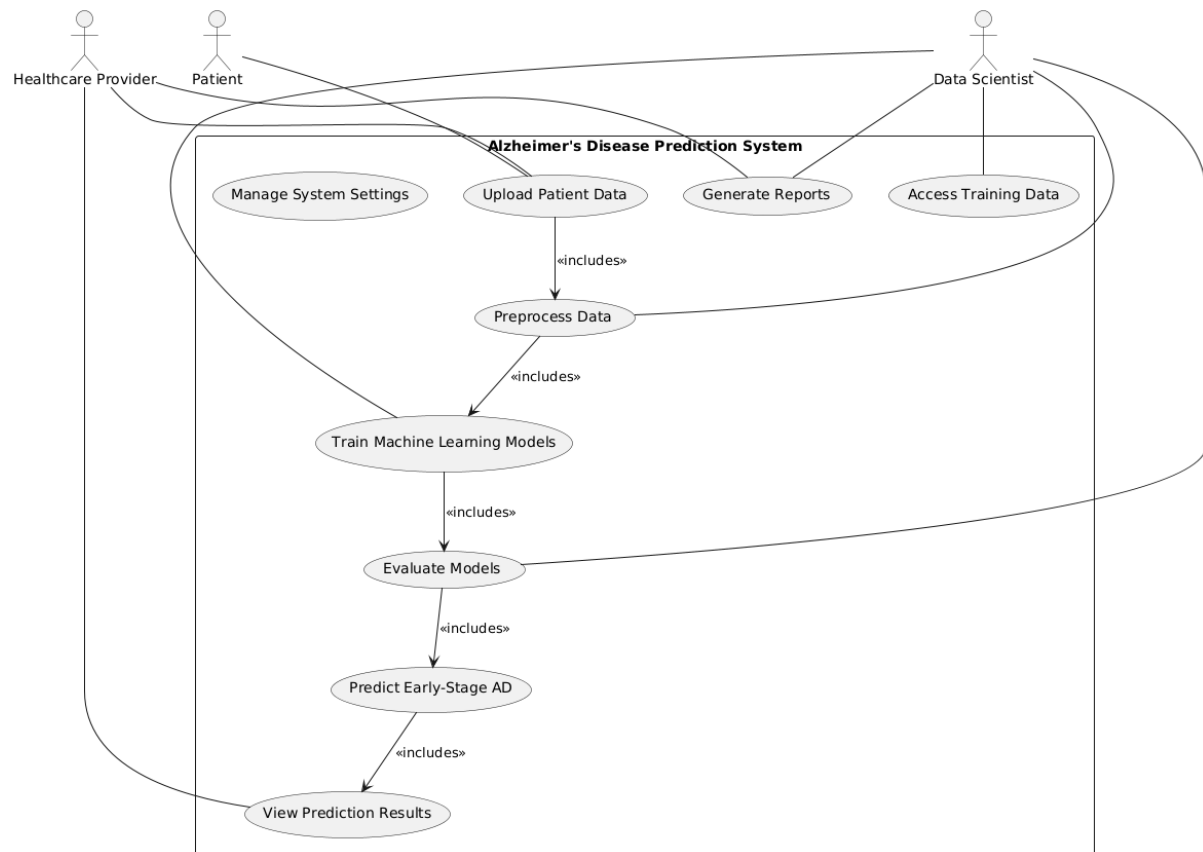 Healthcare Provider
Patient
Data Scientist
Alzheimer's Disease Prediction System
Manage System Settings
Upload Patient Data
Generate Reports
Access Training Data
«includes»
Preprocess Data
«includes»
Train Machine Learning Models
«includes»
Evaluate Models
«includes»
Predict Early-Stage AD
«includes»
View Prediction Results